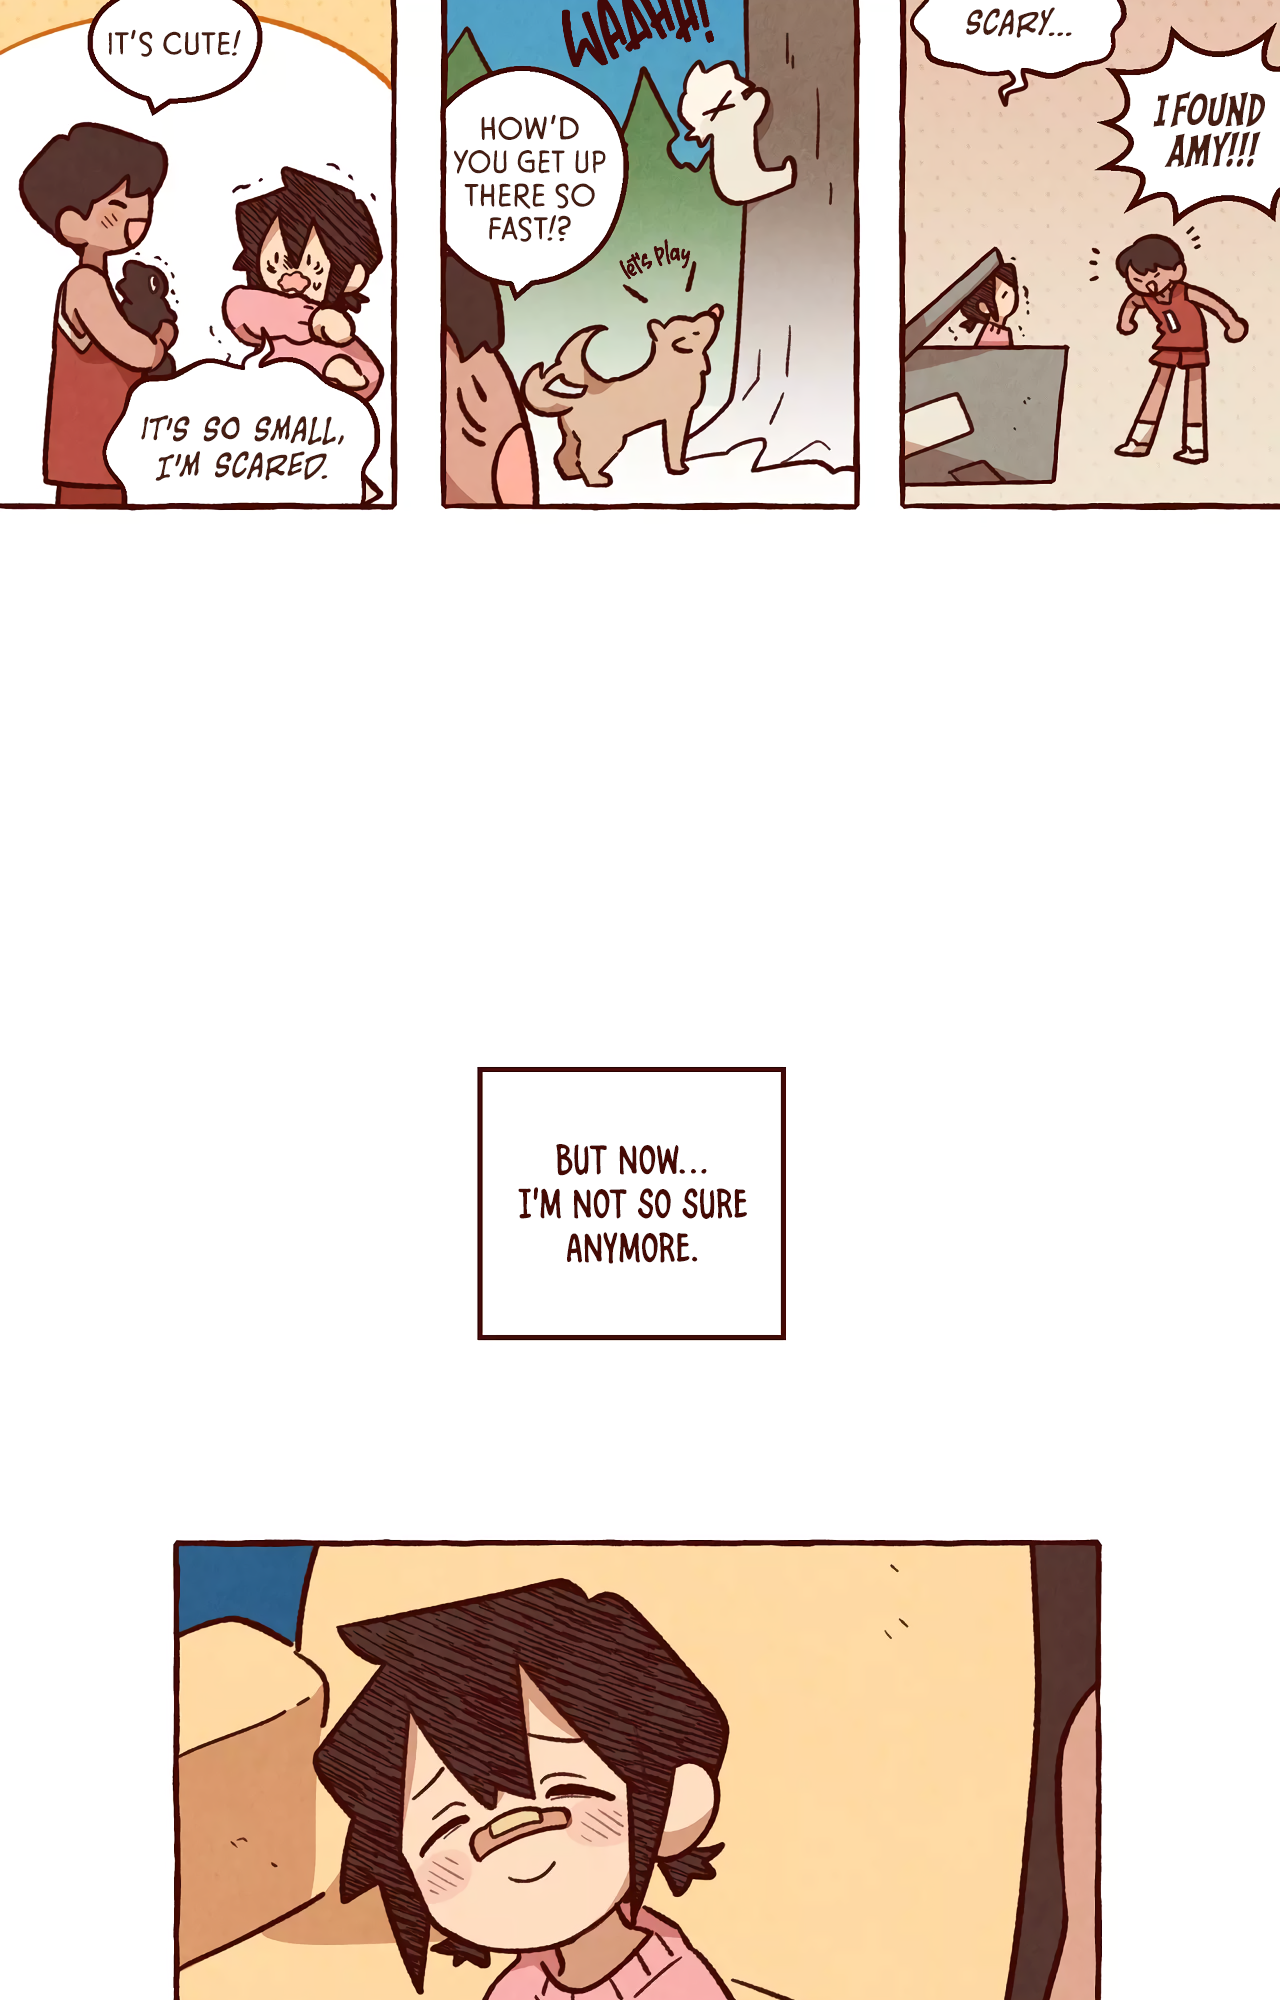 IT'S CUTE!
IT'S SO SMALL,
I'M SCARED.
WAAHH!
HOW'D
YOU GET UP
THERE SO
FAST!?
let's play
SCARY...
I FOUND
AMY!!!
BUT NOW...
I'M NOT SO SURE
ANYMORE.